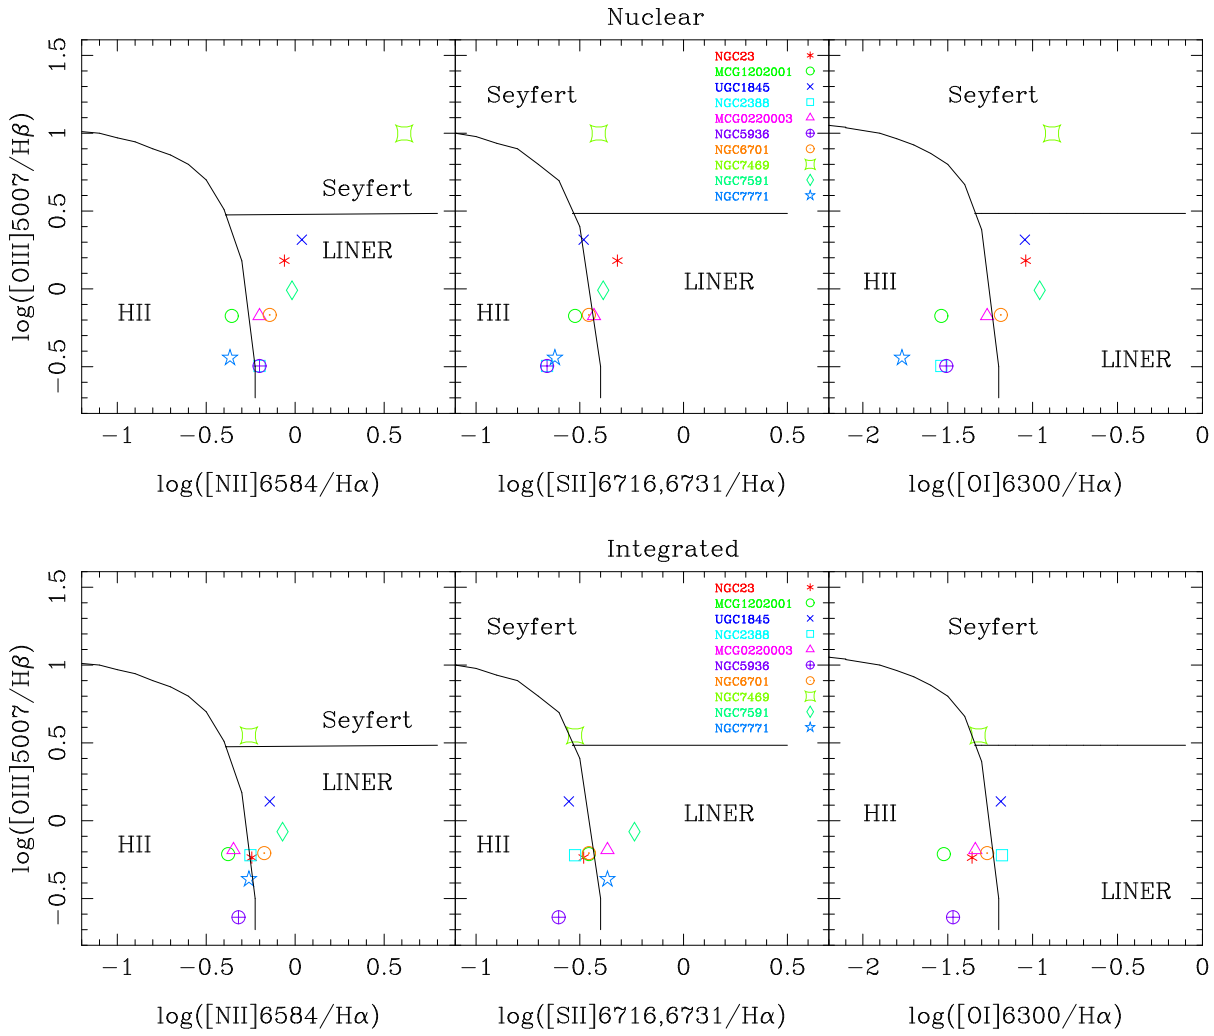 Nuclear
log([OIII]5007/Hβ)
1.5
1
0.5
0
−0.5
Seyfert
LINER
HII
Seyfert
LINER
HII
NGC23
MCG1202001
UGC1845
NGC2388
MCG0220003
NGC5936
NGC6701
NGC7469
NGC7591
NGC7771
Seyfert
HII
LINER
−1 −0.5 0 0.5
−1 −0.5 0 0.5
−2 −1.5 −1 −0.5 0
log([NII]6584/Hα)
log([SII]6716,6731/Hα)
log([OI]6300/Hα)
Integrated
log([OIII]5007/Hβ)
1.5
1
0.5
0
−0.5
Seyfert
LINER
HII
Seyfert
LINER
HII
NGC23
MCG1202001
UGC1845
NGC2388
MCG0220003
NGC5936
NGC6701
NGC7469
NGC7591
NGC7771
Seyfert
HII
LINER
−1 −0.5 0 0.5
−1 −0.5 0 0.5
−2 −1.5 −1 −0.5 0
log([NII]6584/Hα)
log([SII]6716,6731/Hα)
log([OI]6300/Hα)